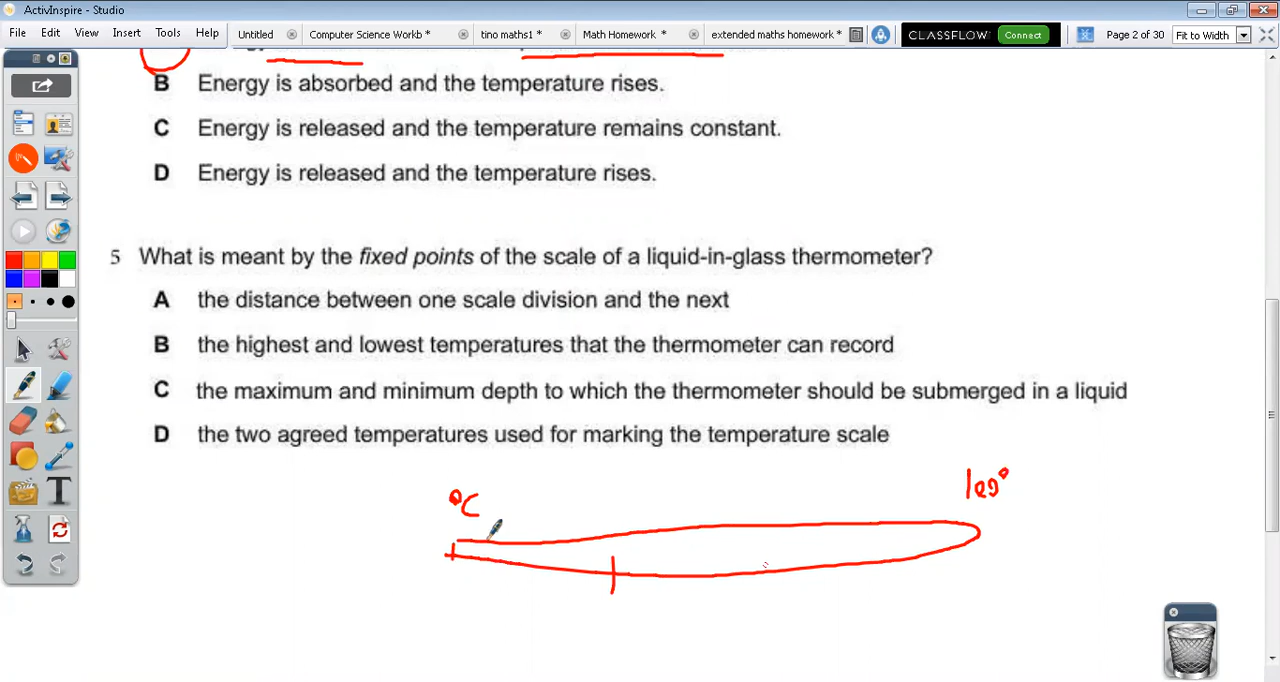 ActivInspire - Studio
File Edit View Insert Tools Help Untitled Computer Science Workb * tino maths1 * Math Homework * extended maths homework * CLASSFLOW Connect Page 2 of 30 Fit to Width
B Energy is absorbed and the temperature rises.
C Energy is released and the temperature remains constant.
D Energy is released and the temperature rises.
5 What is meant by the fixed points of the scale of a liquid-in-glass thermometer?
A the distance between one scale division and the next
B the highest and lowest temperatures that the thermometer can record
C the maximum and minimum depth to which the thermometer should be submerged in a liquid
D the two agreed temperatures used for marking the temperature scale
°C 100°